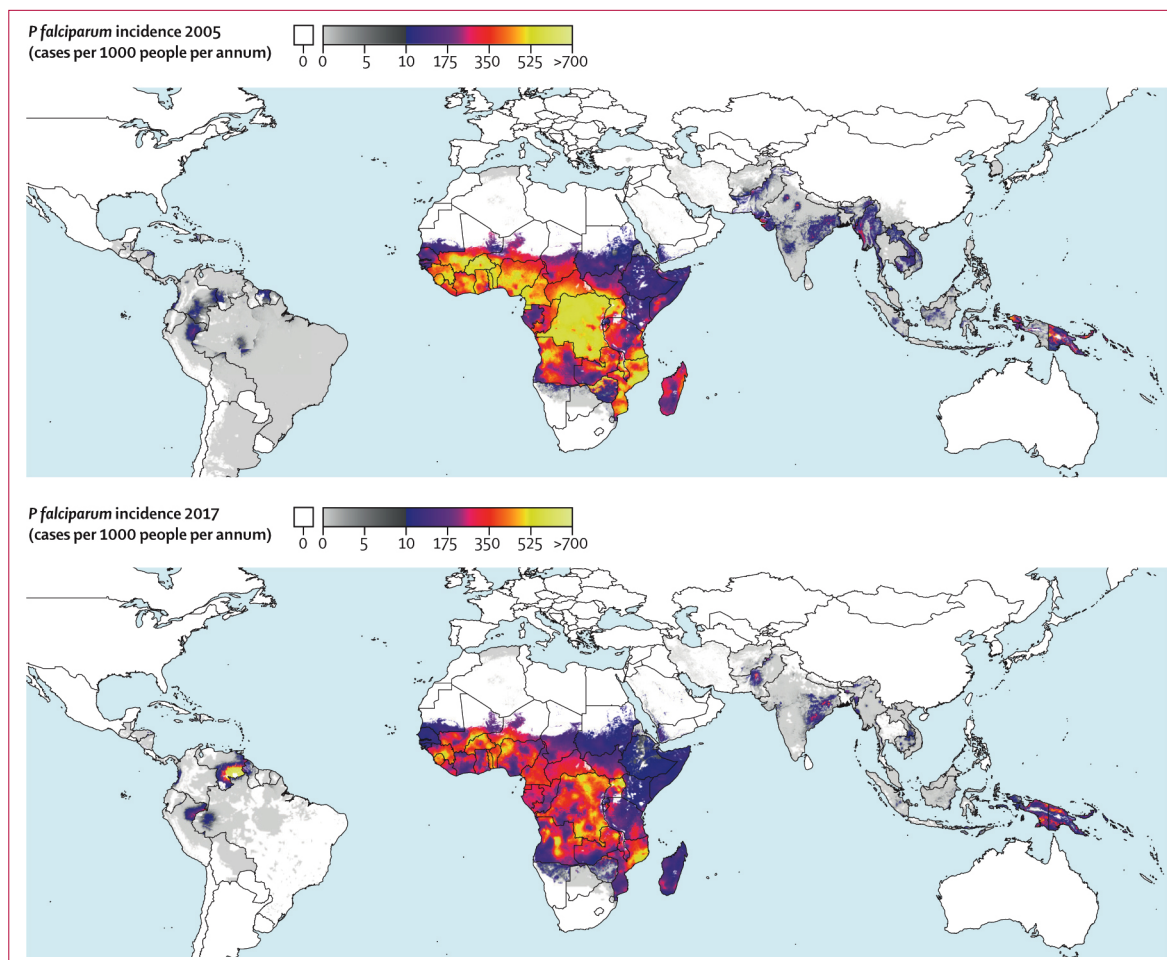 P falciparum incidence 2005
(cases per 1000 people per annum)
0 0 5 10 175 350 525 >700
P falciparum incidence 2017
(cases per 1000 people per annum)
0 0 5 10 175 350 525 >700